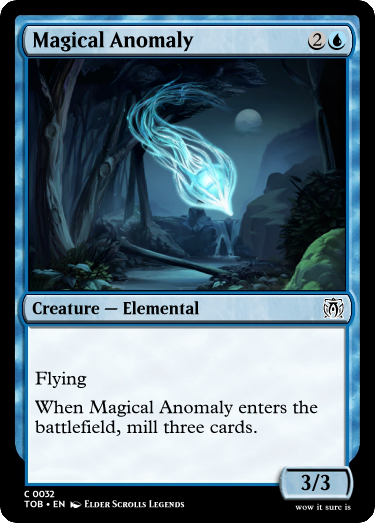 Magical Anomaly 2
Creature — Elemental
Flying
When Magical Anomaly enters the
battlefield, mill three cards.
3/3
C 0032
TOB • EN Elder Scrolls Legends
wow it sure is